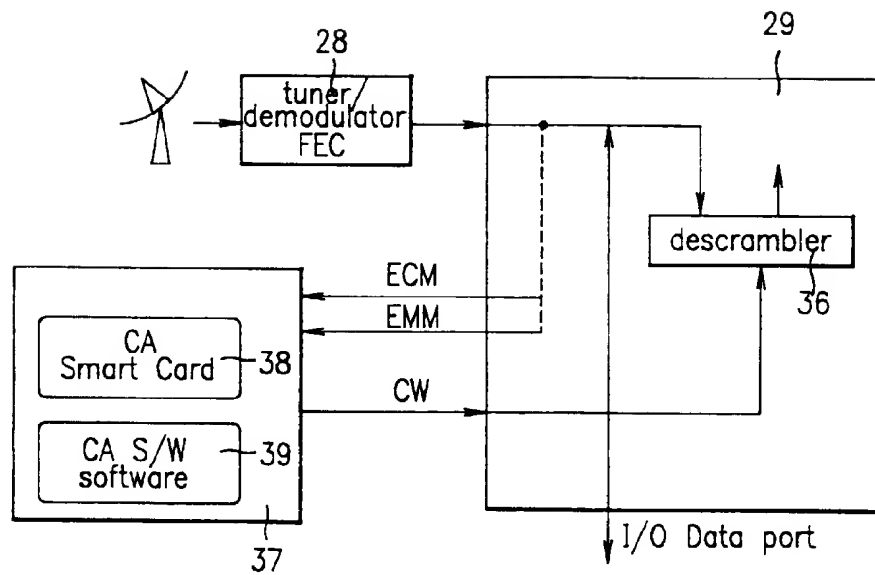 28
29
tuner
demodulator
FEC
descrambler
36
ECM
EMM
CA
Smart Card
38
CW
CA S/W
software
39
37
I/O Data port